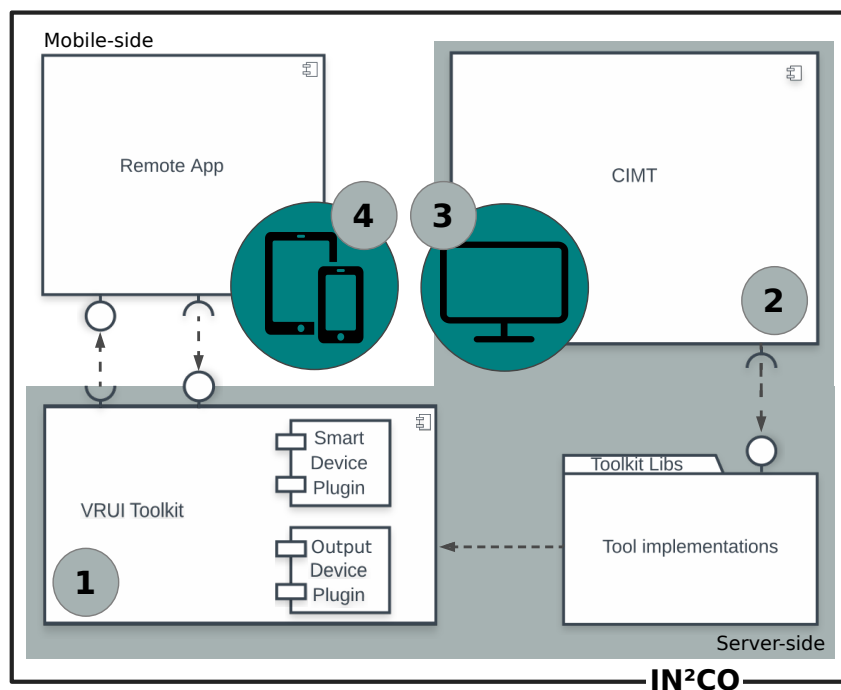 Mobile-side
Remote App
CIMT
4
3
2
Smart
Device
Plugin
VRUI Toolkit
Output
Device
Plugin
1
Toolkit Libs
Tool implementations
Server-side
IN²CO